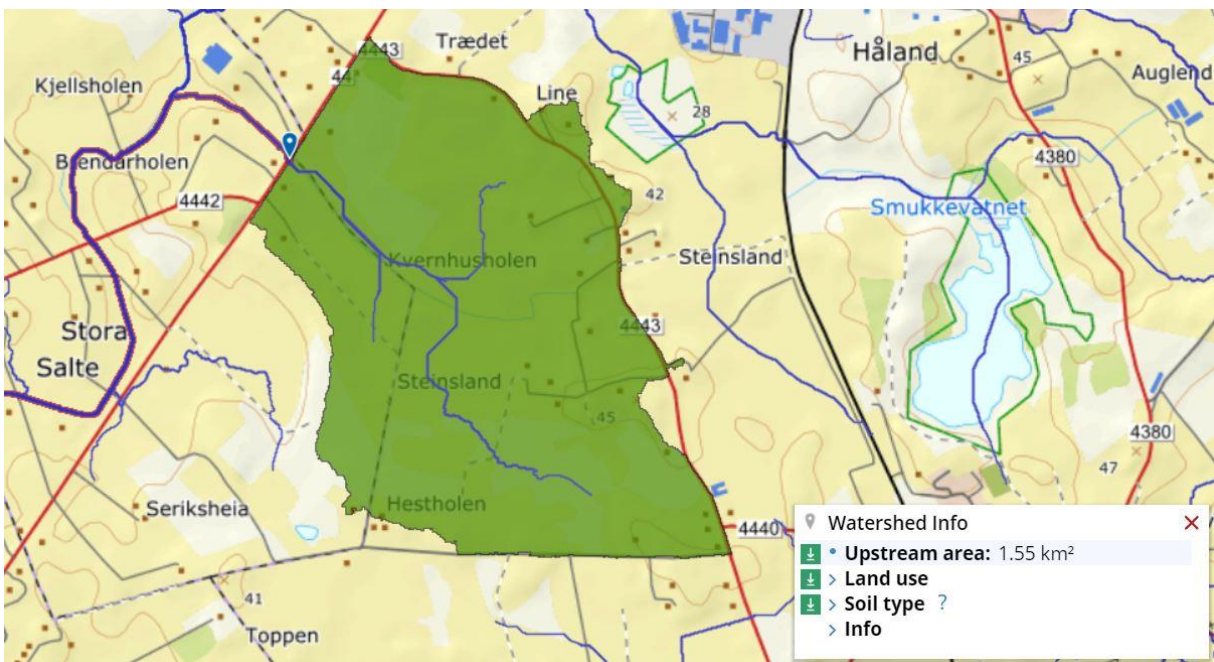 4443
Trædet
Håland
45
Auglend
Kjellsholen
44
Line
28
Brendarholen
4380
4442
42
Smukkevatnet
Kvernhusholen
Steinsland
Stora
Salte
4443
Steinsland
45
4380
47
Seriksheia
Hestholen
4440
41
Toppen
Watershed Info
Upstream area: 1.55 km²
Land use
Soil type ?
Info